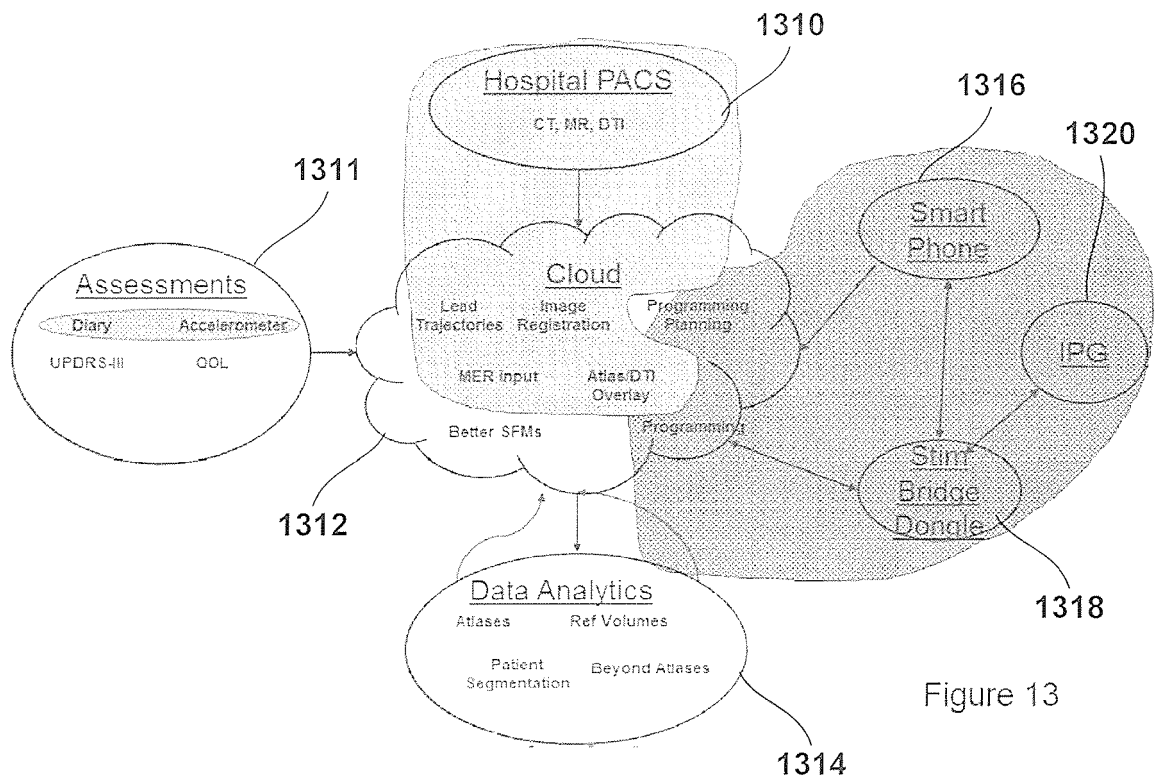 1310
Hospital PACS
CT, MR, DTI
1316
1320
1311
Smart
Phone
Assessments
Diary Accelerometer
UPDRS-III QOL
Cloud
Lead
Trajectories
Image
Registration
Programming
Planning
IPG
MER Input
Atlas/DTI
Overlay
Better SFMs
Programming
Stim
Bridge
Dongle
1312
1318
Data Analytics
Atlases Ref Volumes
Patient
Segmentation
Beyond Atlases
Figure 13
1314